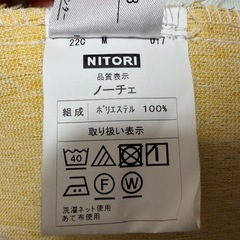 22C M U17
NITORI
品質表示
ノーチェ
組成 ポリエステル 100%
取り扱い表示
40
F W
洗濯ネット使用
あて布使用